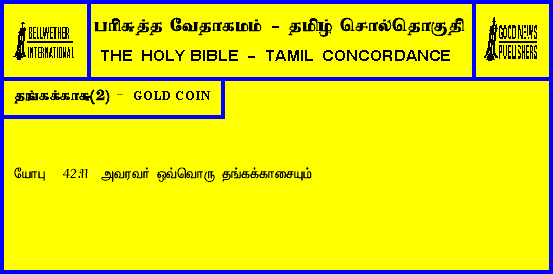 BELLWETHER
INTERNATIONAL
பரிசுத்த வேதாகமம் - தமிழ் சொல்தொகுதி
THE HOLY BIBLE - TAMIL CONCORDANCE
GOOD NEWS
PUBLISHERS
தங்கக்காசு(2) - GOLD COIN
யோபு 42:11 அவரவர் ஒவ்வொரு தங்கக்காசையும்